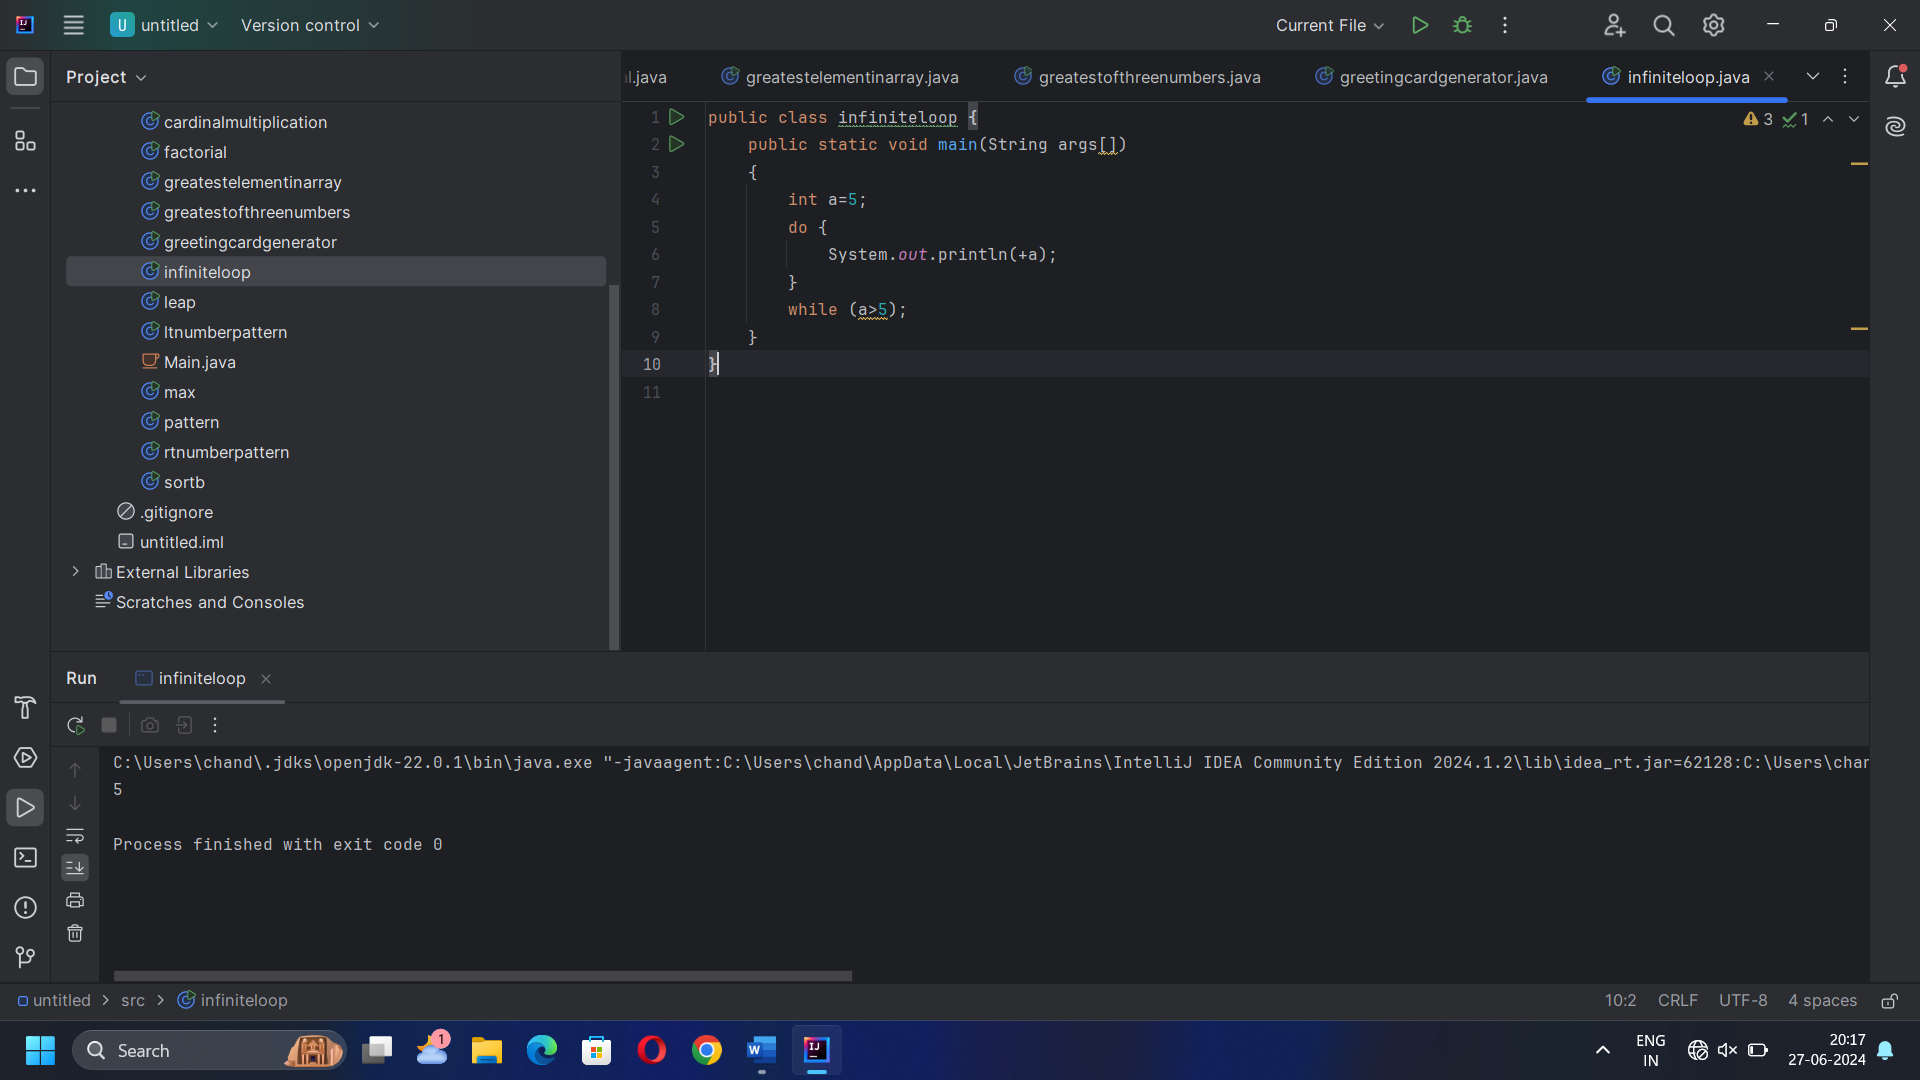 U untitled Version control Current File
Project
l.java greatestelementinarray.java greatestofthreenumbers.java greetingcardgenerator.java infiniteloop.java
cardinalmultiplication
factorial
greatestelementinarray
greatestofthreenumbers
greetingcardgenerator
infiniteloop
leap
ltnumberpattern
Main.java
max
pattern
rtnumberpattern
sortb
.gitignore
untitled.iml
External Libraries
Scratches and Consoles
1 public class infiniteloop {
2 public static void main(String args[])
3 {
4 int a=5;
5 do {
6 System.out.println(+a);
7 }
8 while (a>5);
9 }
10 }
11
3 1
Run infiniteloop
C:\Users\chand\.jdks\openjdk-22.0.1\bin\java.exe "-javaagent:C:\Users\chand\AppData\Local\JetBrains\IntelliJ IDEA Community Edition 2024.1.2\lib\idea_rt.jar=62128:C:\Users\chan
5
Process finished with exit code 0
untitled > src > infiniteloop 10:2 CRLF UTF-8 4 spaces
Search
1
ENG
IN
20:17
27-06-2024